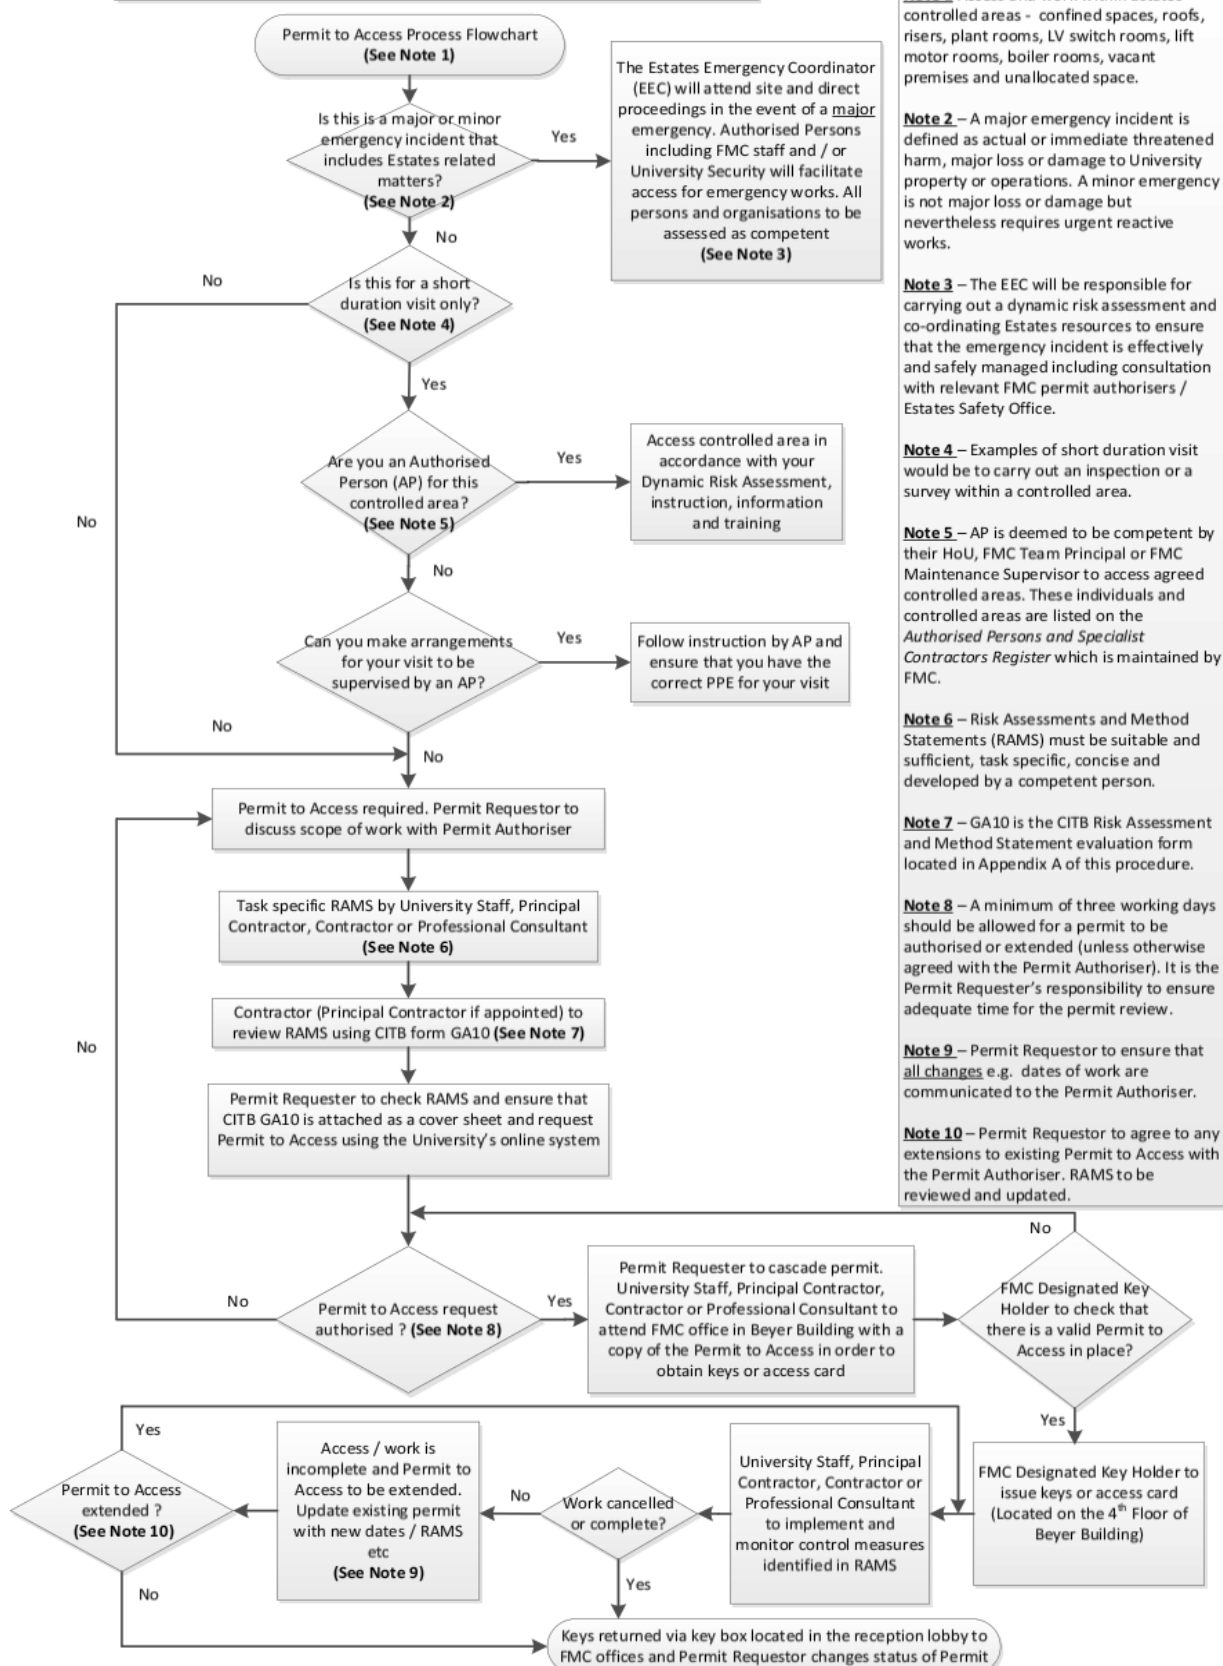 Permit to Access Process Flowchart
(See Note 1)
Is this is a major or minor
emergency incident that
includes Estates related
matters?
(See Note 2)
Yes
The Estates Emergency Coordinator
(EEC) will attend site and direct
proceedings in the event of a major
emergency. Authorised Persons
including FMC staff and / or
University Security will facilitate
access for emergency works. All
persons and organisations to be
assessed as competent
(See Note 3)
No
No
Is this for a short
duration visit only?
(See Note 4)
Yes
Are you an Authorised
Person (AP) for this
controlled area?
(See Note 5)
Yes
Access controlled area in
accordance with your
Dynamic Risk Assessment,
instruction, information
and training
No
No
Can you make arrangements
for your visit to be
supervised by an AP?
Yes
Follow instruction by AP and
ensure that you have the
correct PPE for your visit
No
No
Permit to Access required. Permit Requestor to
discuss scope of work with Permit Authoriser
Task specific RAMS by University Staff, Principal
Contractor, Contractor or Professional Consultant
(See Note 6)
Contractor (Principal Contractor if appointed) to
review RAMS using CITB form GA10 (See Note 7)
No
Permit Requester to check RAMS and ensure that
CITB GA10 is attached as a cover sheet and request
Permit to Access using the University's online system
No
Permit to Access request
authorised ? (See Note 8)
Yes
Permit Requester to cascade permit.
University Staff, Principal Contractor,
Contractor or Professional Consultant to
attend FMC office in Beyer Building with a
copy of the Permit to Access in order to
obtain keys or access card
No
FMC Designated Key
Holder to check that
there is a valid Permit to
Access in place?
Yes
FMC Designated Key Holder to
issue keys or access card
(Located on the 4th Floor of
Beyer Building)
University Staff, Principal
Contractor, Contractor or
Professional Consultant
to implement and
monitor control measures
identified in RAMS
Work cancelled
or complete?
No
Yes
Access / work is
incomplete and Permit to
Access to be extended.
Update existing permit
with new dates / RAMS
etc
(See Note 9)
Permit to Access
extended ?
(See Note 10)
Yes
No
Keys returned via key box located in the reception lobby to
FMC offices and Permit Requestor changes status of Permit
controlled areas - confined spaces, roofs,
risers, plant rooms, LV switch rooms, lift
motor rooms, boiler rooms, vacant
premises and unallocated space.
Note 2 – A major emergency incident is
defined as actual or immediate threatened
harm, major loss or damage to University
property or operations. A minor emergency
is not major loss or damage but
nevertheless requires urgent reactive
works.
Note 3 – The EEC will be responsible for
carrying out a dynamic risk assessment and
co-ordinating Estates resources to ensure
that the emergency incident is effectively
and safely managed including consultation
with relevant FMC permit authorisers /
Estates Safety Office.
Note 4 – Examples of short duration visit
would be to carry out an inspection or a
survey within a controlled area.
Note 5 – AP is deemed to be competent by
their HoU, FMC Team Principal or FMC
Maintenance Supervisor to access agreed
controlled areas. These individuals and
controlled areas are listed on the
Authorised Persons and Specialist
Contractors Register which is maintained by
FMC.
Note 6 – Risk Assessments and Method
Statements (RAMS) must be suitable and
sufficient, task specific, concise and
developed by a competent person.
Note 7 – GA10 is the CITB Risk Assessment
and Method Statement evaluation form
located in Appendix A of this procedure.
Note 8 – A minimum of three working days
should be allowed for a permit to be
authorised or extended (unless otherwise
agreed with the Permit Authoriser). It is the
Permit Requester's responsibility to ensure
adequate time for the permit review.
Note 9 – Permit Requestor to ensure that
all changes e.g. dates of work are
communicated to the Permit Authoriser.
Note 10 – Permit Requestor to agree to any
extensions to existing Permit to Access with
the Permit Authoriser. RAMS to be
reviewed and updated.